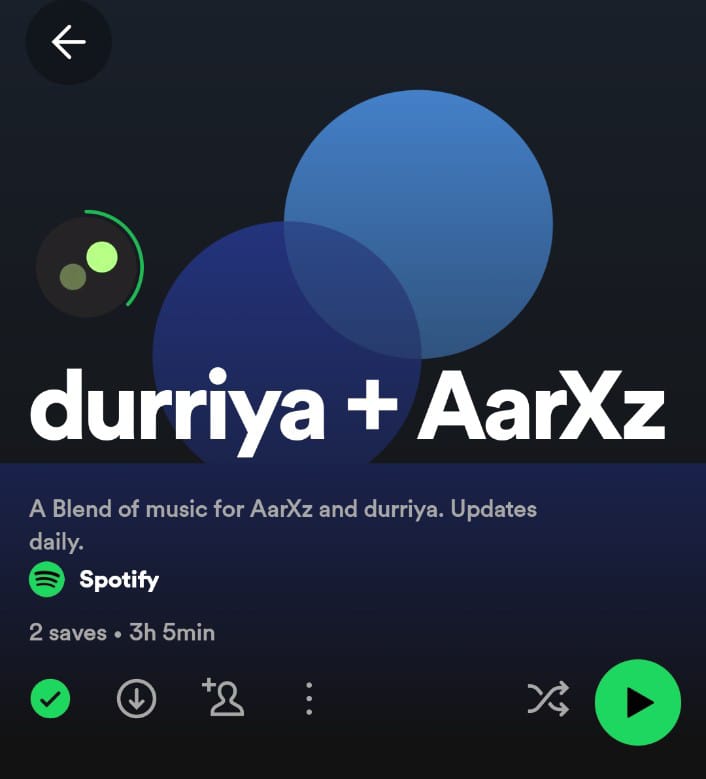 durriya + AarXz
A Blend of music for AarXz and durriya. Updates
daily.
Spotify
2 saves • 3h 5min